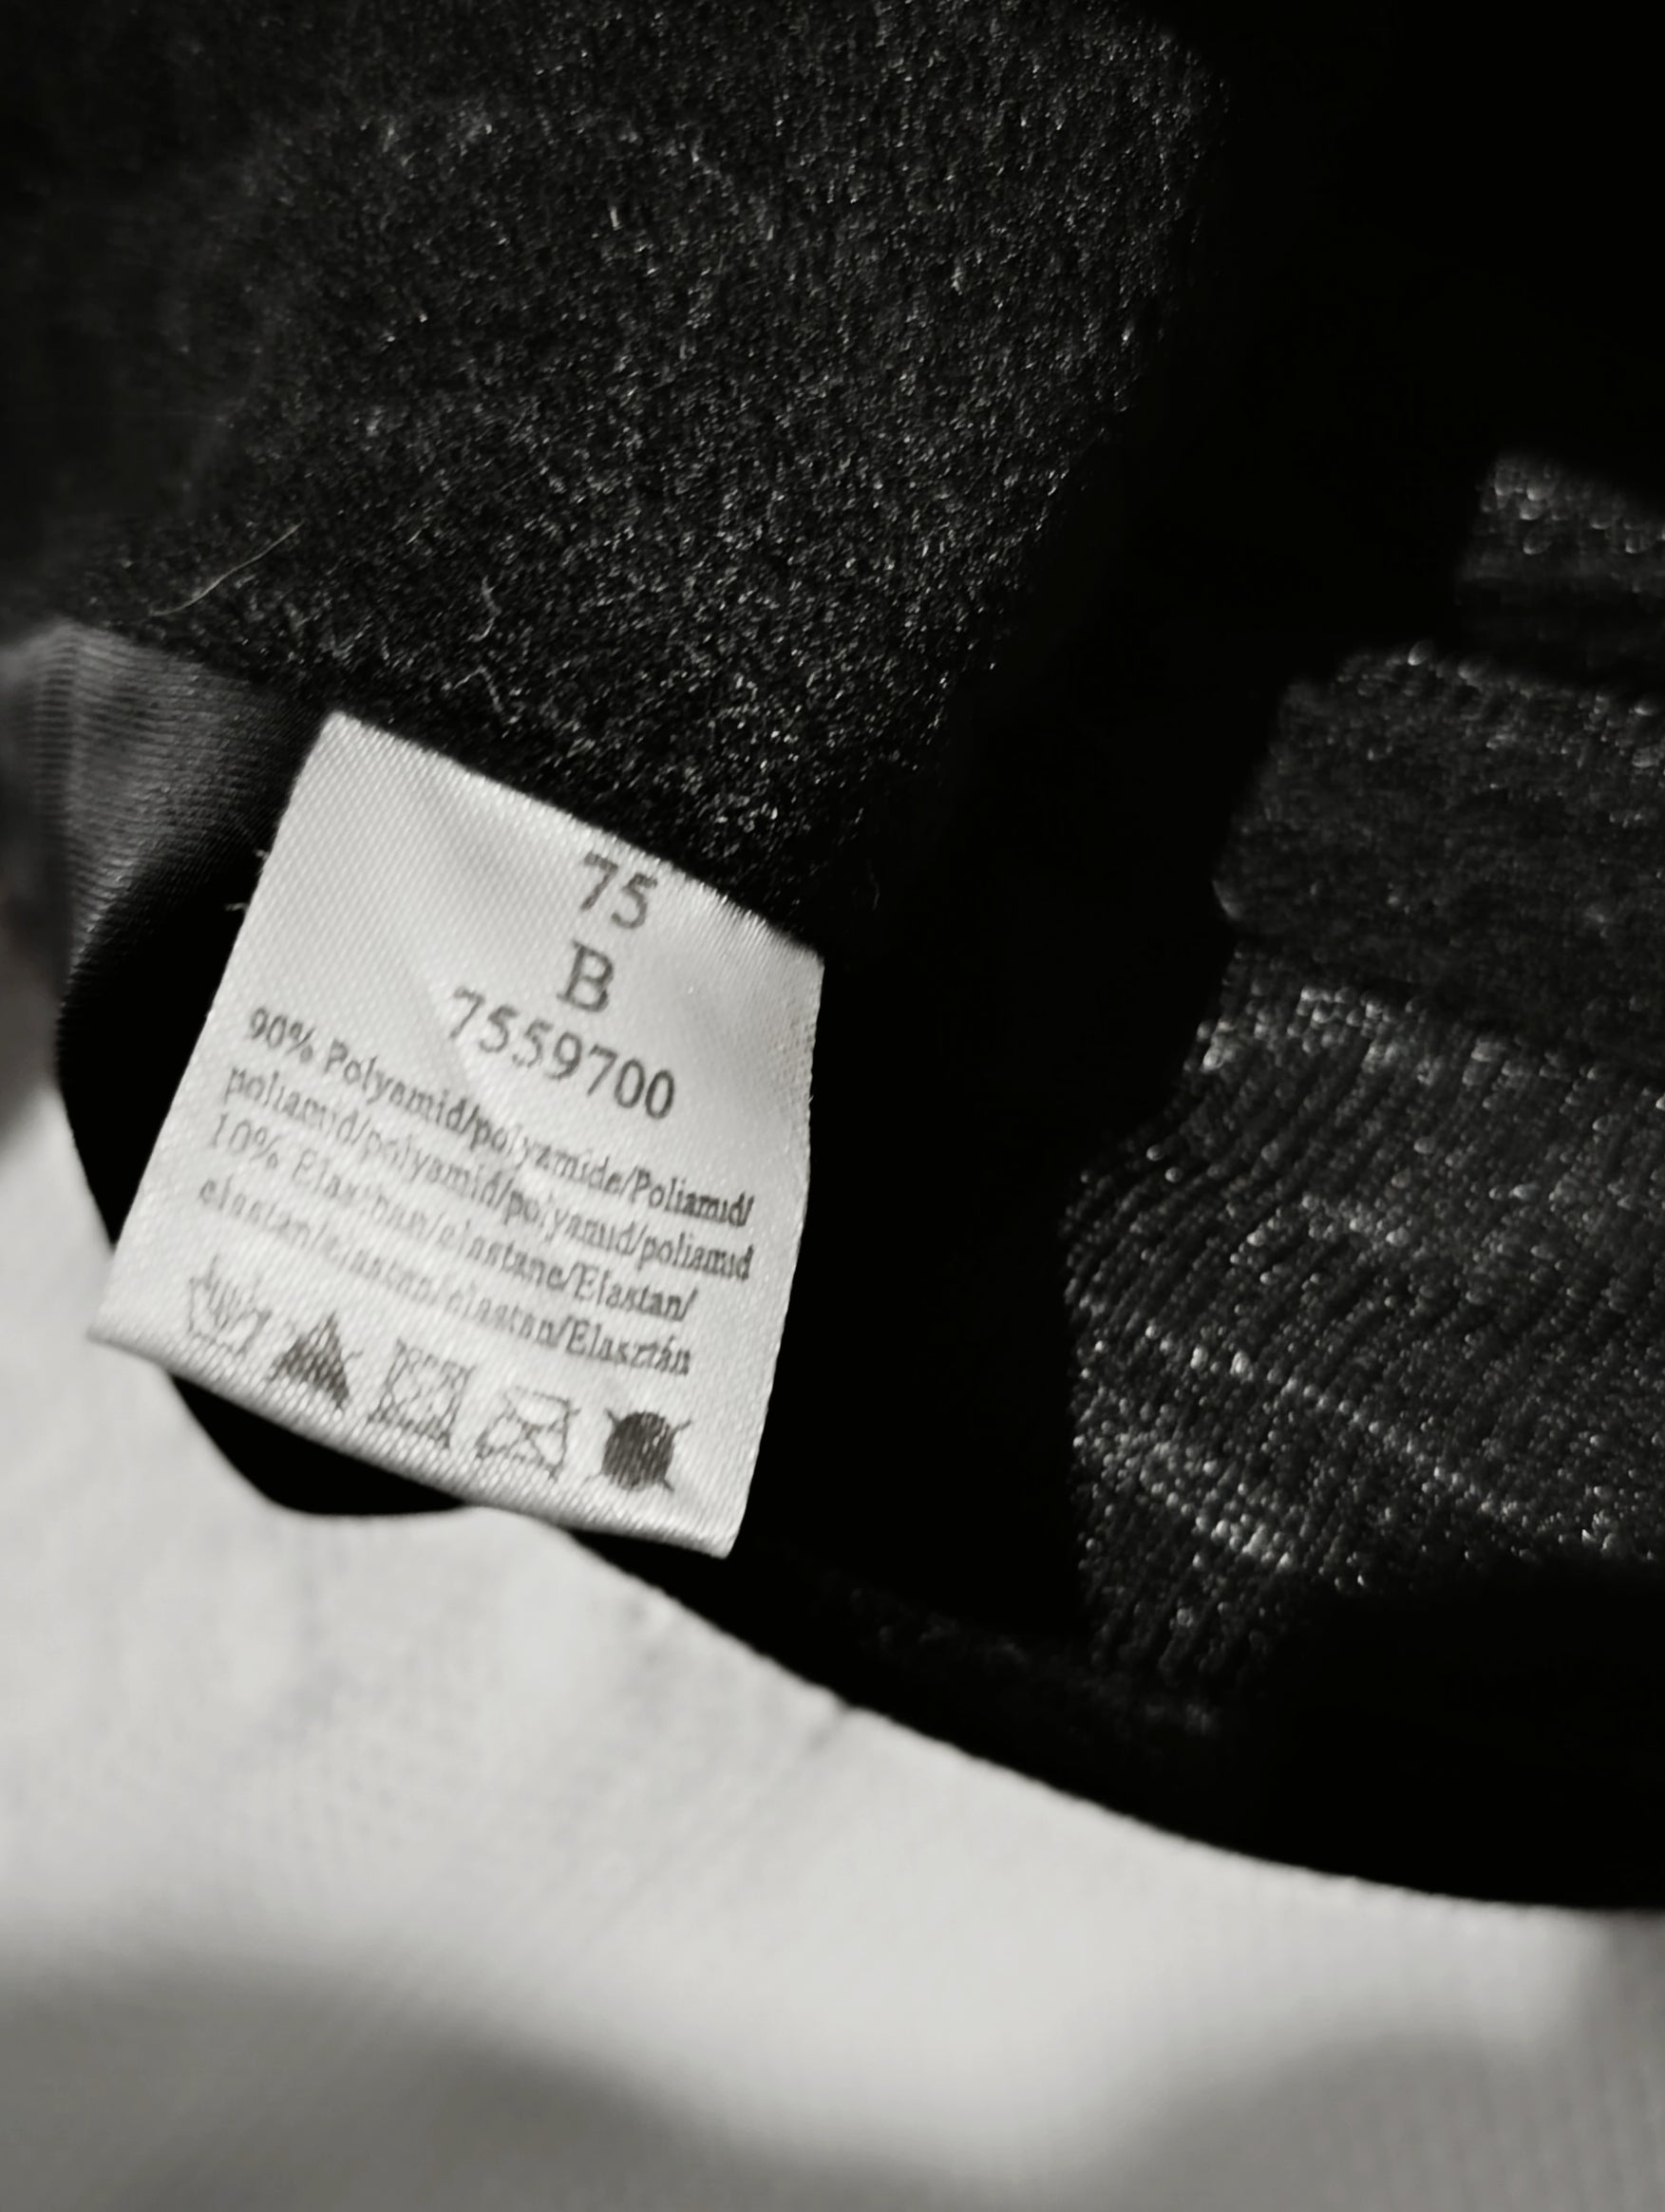 75
B
7559700
90% Polyamid/polyamide/Poliamid/
poliamid/polyamid/polyamid/poliamid
10% Elasthan/elastane/Elastan/
elastan/elastan/elastan/Elasztán